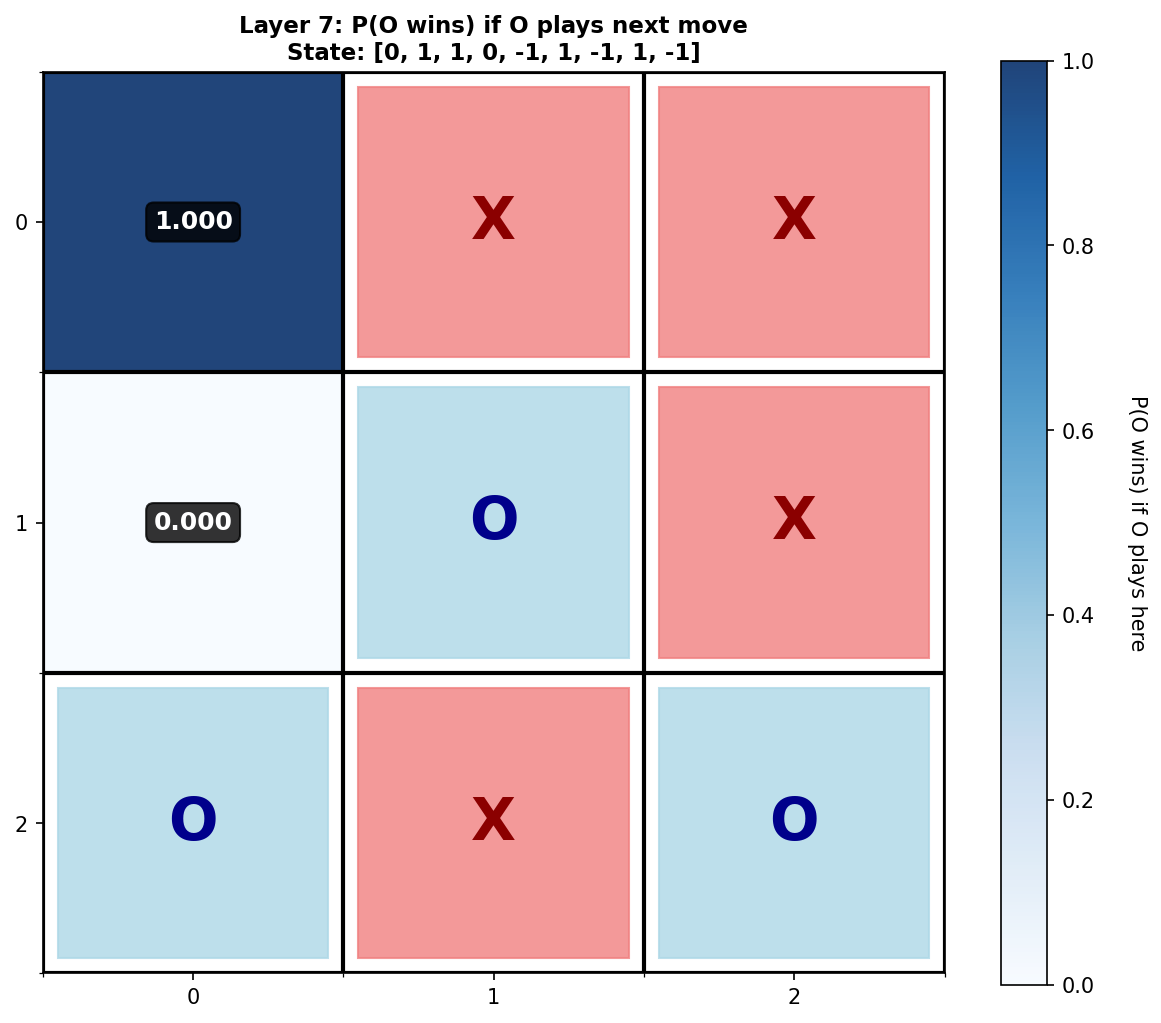 Layer 7: P(O wins) if O plays next move
State: [0, 1, 1, 0, -1, 1, -1, 1, -1]
1.000
X
X
0
0.000
O
X
1
O
X
O
2
0
1
2
1.0
0.8
0.6
0.4
0.2
0.0
P(O wins) if O plays here